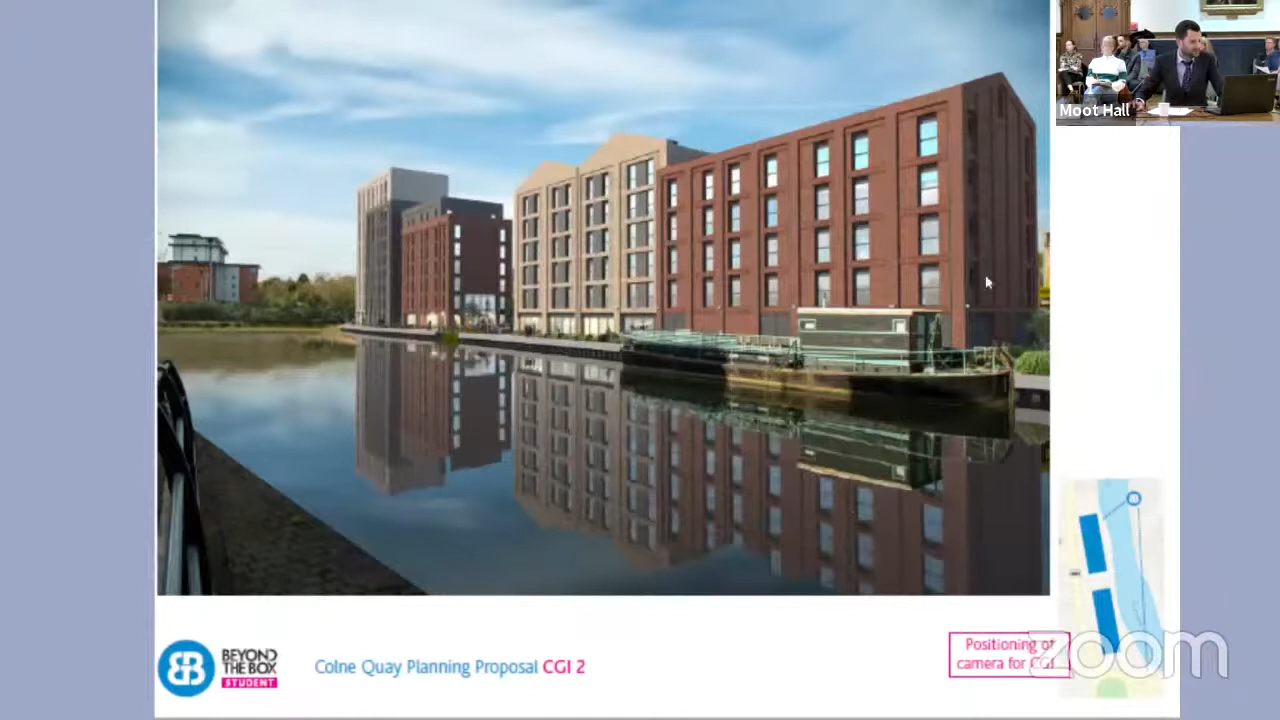 Moot Hall
BEYOND
THE BOX
STUDENT
Colne Quay Planning Proposal CGI 2
Positioning of
camera for CGI
zoom